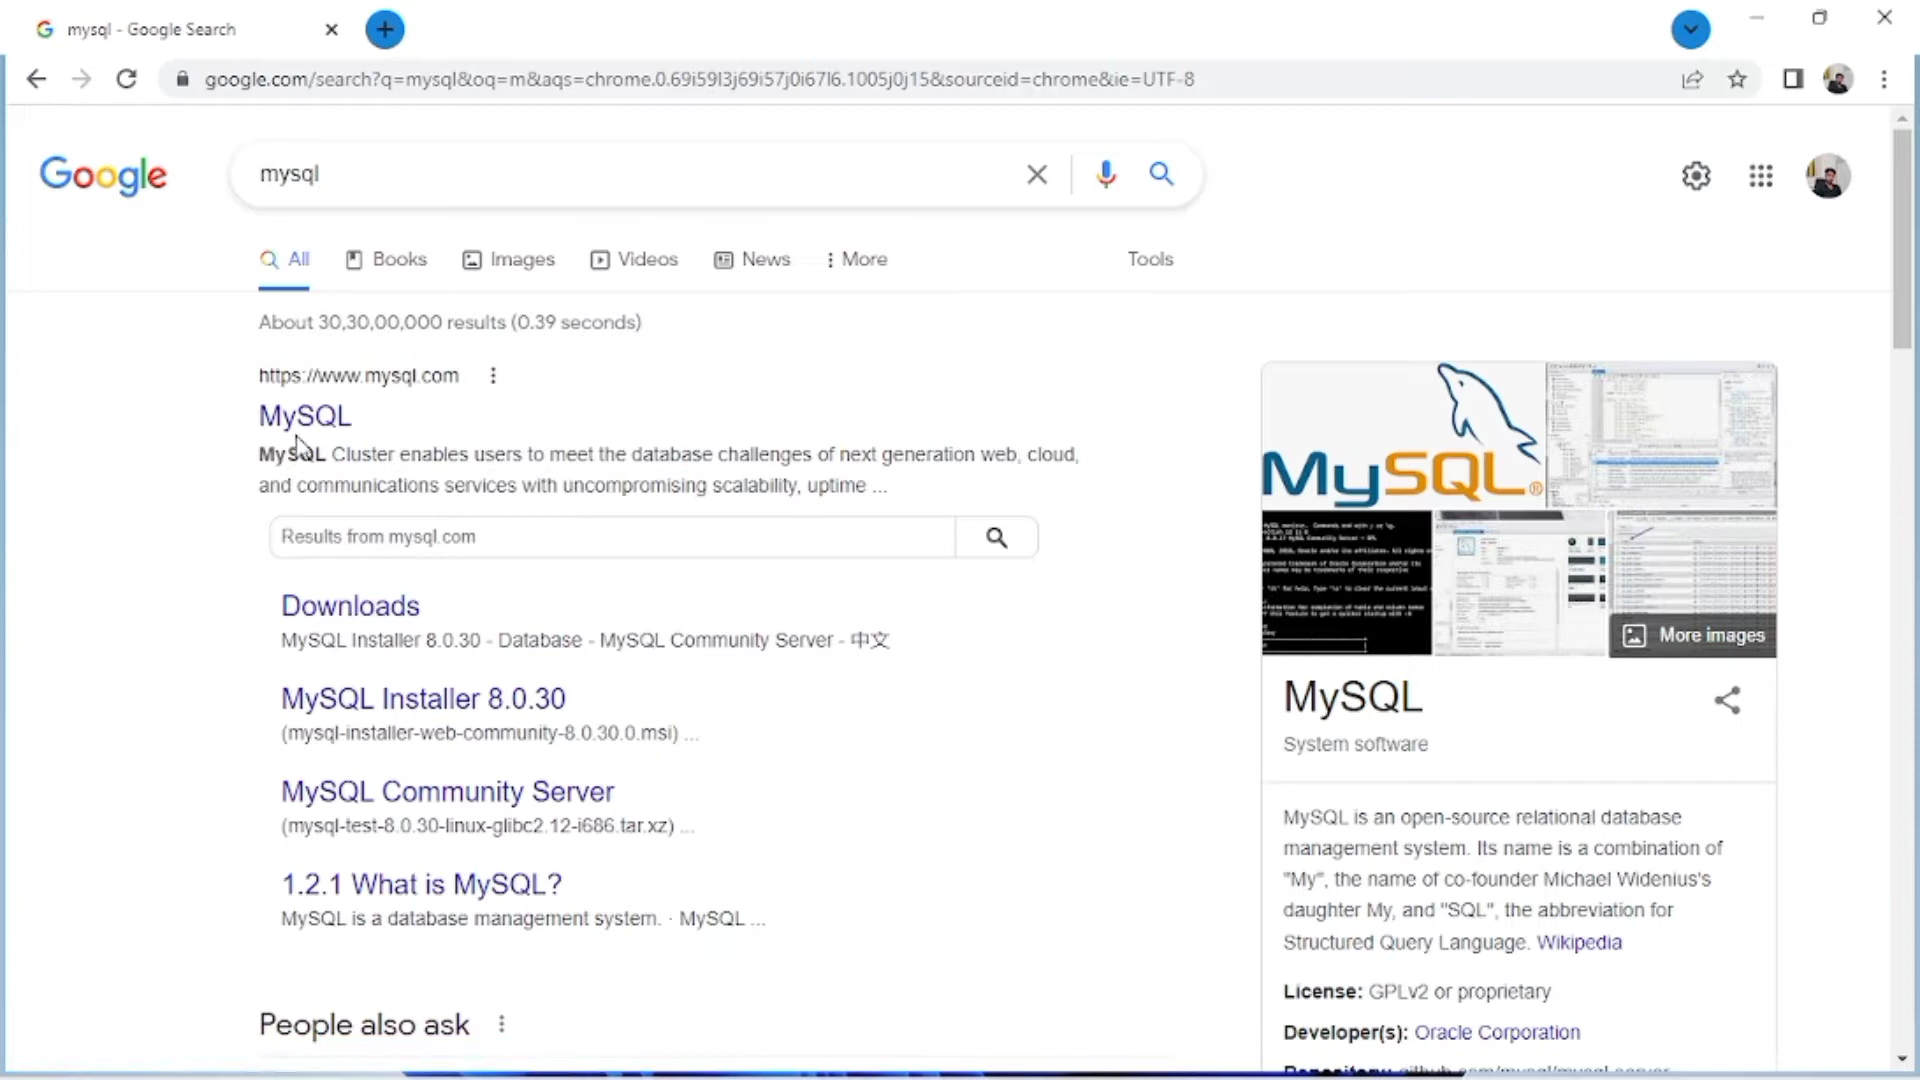 mysql - Google Search
google.com/search?q=mysql&oq=m&aqs=chrome.0.69i59l3j69i57j0i67l6.1005j0j15&sourceid=chrome&ie=UTF-8
Google
mysql
All
Books
Images
Videos
News
More
Tools
About 30,30,00,000 results (0.39 seconds)
https://www.mysql.com
MySQL
MySQL Cluster enables users to meet the database challenges of next generation web, cloud,
and communications services with uncompromising scalability, uptime ...
Results from mysql.com
Downloads
MySQL Installer 8.0.30 - Database - MySQL Community Server - 中文
MySQL Installer 8.0.30
(mysql-installer-web-community-8.0.30.0.msi) ...
MySQL Community Server
(mysql-test-8.0.30-linux-glibc2.12-i686.tar.xz) ...
1.2.1 What is MySQL?
MySQL is a database management system. · MySQL ...
People also ask
MySQL®
More images
MySQL
System software
MySQL is an open-source relational database
management system. Its name is a combination of
"My", the name of co-founder Michael Widenius's
daughter My, and "SQL", the abbreviation for
Structured Query Language. Wikipedia
License: GPLv2 or proprietary
Developer(s): Oracle Corporation
Repository: github.com/mysql/mysql-server